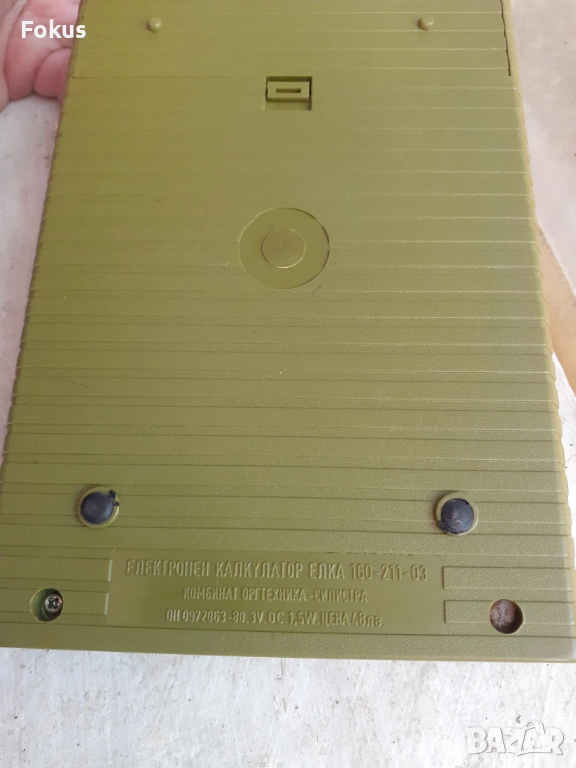 Fokus
ЕЛЕКТРОНЕН КАЛКУЛАТОР ЕЛКА 160-211-03
КОМБИНАТ ОРГТЕХНИКА-СИЛИСТРА
ОН 0972063-80. 3V DC 1,5W ЦЕНА 48лв
BAZAR